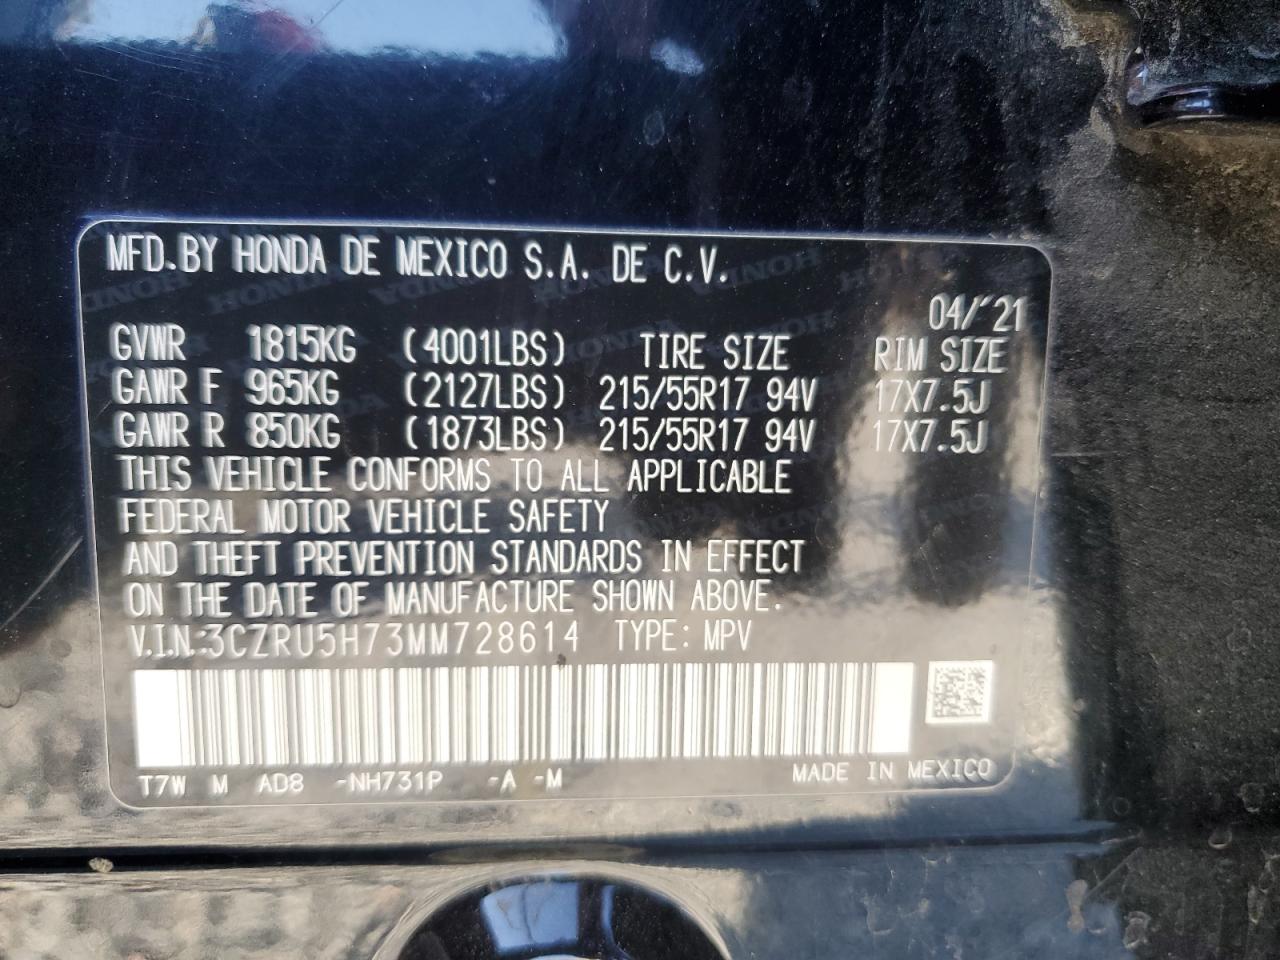 MFD.BY HONDA DE MEXICO S.A. DE C.V.
04/'21
GVWR 1815KG (4001LBS) TIRE SIZE RIM SIZE
GAWR F 965KG (2127LBS) 215/55R17 94V 17X7.5J
GAWR R 850KG (1873LBS) 215/55R17 94V 17X7.5J
THIS VEHICLE CONFORMS TO ALL APPLICABLE
FEDERAL MOTOR VEHICLE SAFETY
AND THEFT PREVENTION STANDARDS IN EFFECT
ON THE DATE OF MANUFACTURE SHOWN ABOVE.
V.I.N.:3CZRU5H73MM728614 TYPE: MPV
T7W M AD8 -NH731P -A -M MADE IN MEXICO